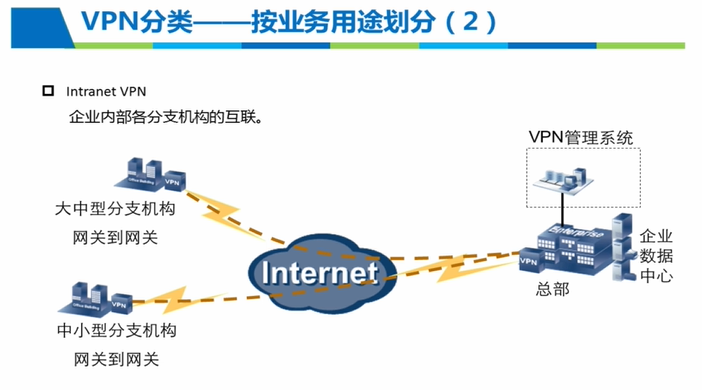 VPN分类——按业务用途划分（2）
Intranet VPN
企业内部各分支机构的互联。
VPN管理系统
Office Building
VPN
大中型分支机构
网关到网关
Internet
Enterprise
VPN
总部
企业
数据
中心
Office Building
VPN
中小型分支机构
网关到网关